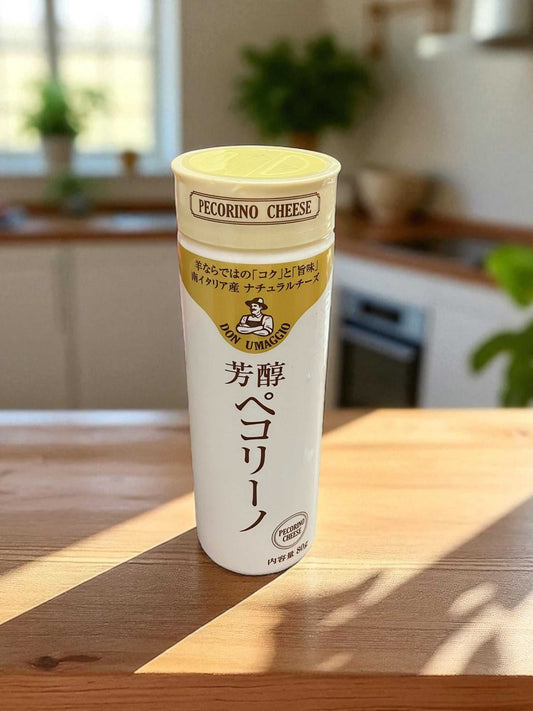 PECORINO CHEESE
羊ならではの「コク」と「旨味」
南イタリア産 ナチュラルチーズ
DON UMAGGIO
芳醇
ペコリーノ
PECORINO
CHEESE
内容量 80g